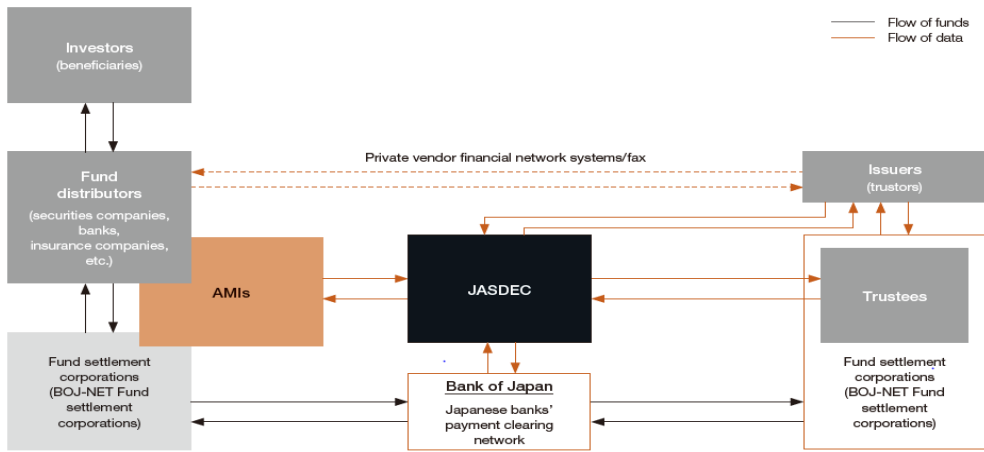 Flow of funds
Flow of data
Investors
(beneficiaries)
Private vendor financial network systems/fax
Fund
distributors
(securities companies,
banks,
insurance companies,
etc.)
Issuers
(trustors)
AMIs
JASDEC
Trustees
Fund settlement
corporations
(BOJ-NET Fund
settlement
corporations)
Bank of Japan
Japanese banks’
payment clearing
network
Fund settlement
corporations
(BOJ-NET Fund
settlement
corporations)